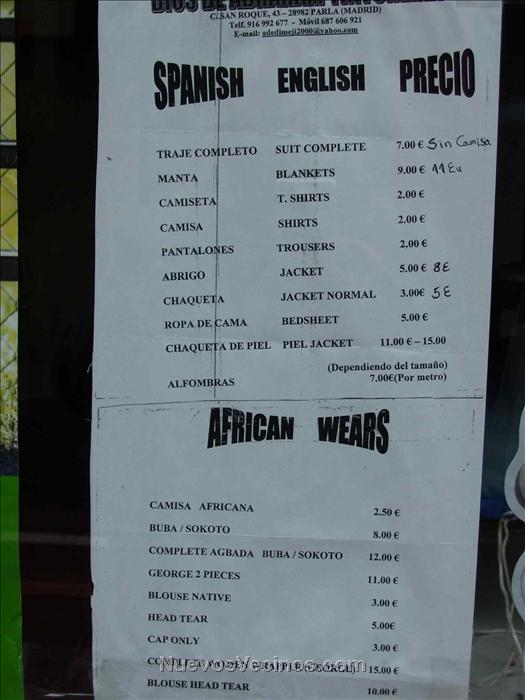 C/.SAN ROQUE, 43 – 28982 PARLA (MADRID)
Telf. 916 992 677 - Móvil 687 606 921
E-mail: adedimeji2000@yahoo.com
SPANISH ENGLISH PRECIO
TRAJE COMPLETO SUIT COMPLETE 7.00 € Sin Camisa
MANTA BLANKETS 9.00 € 11 Eu
CAMISETA T. SHIRTS 2.00 €
CAMISA SHIRTS 2.00 €
PANTALONES TROUSERS 2.00 €
ABRIGO JACKET 5.00 € 8E
CHAQUETA JACKET NORMAL 3.00€ 5E
ROPA DE CAMA BEDSHEET 5.00 €
CHAQUETA DE PIEL PIEL JACKET 11.00 € – 15.00
(Dependiendo del tamaño)
ALFOMBRAS 7.00€(Por metro)
AFRICAN WEARS
CAMISA AFRICANA 2.50 €
BUBA / SOKOTO 8.00 €
COMPLETE AGBADA BUBA / SOKOTO 12.00 €
GEORGE 2 PIECES 11.00 €
BLOUSE NATIVE 3.00 €
HEAD TEAR 5.00€
CAP ONLY 3.00 €
15.00 €
BLOUSE HEAD TEAR 10.00 €
NuevosVecinos.com